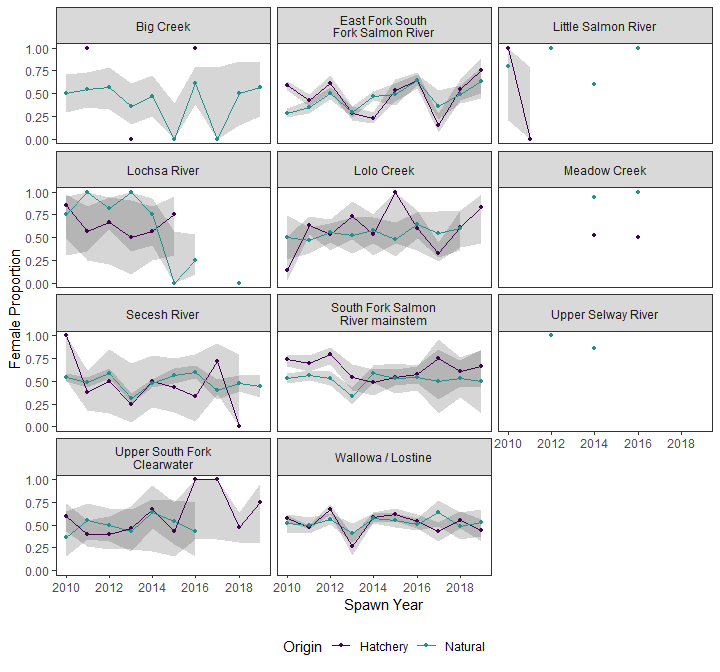 Big Creek
East Fork South
Fork Salmon River
Little Salmon River
1.00
0.75
0.50
0.25
0.00
Lochsa River
Lolo Creek
Meadow Creek
1.00
0.75
0.50
0.25
0.00
Female Proportion
Secesh River
South Fork Salmon
River mainstem
Upper Selway River
1.00
0.75
0.50
0.25
0.00
2010 2012 2014 2016 2018
Upper South Fork
Clearwater
Wallowa / Lostine
1.00
0.75
0.50
0.25
0.00
2010 2012 2014 2016 2018
2010 2012 2014 2016 2018
Spawn Year
Origin Hatchery Natural